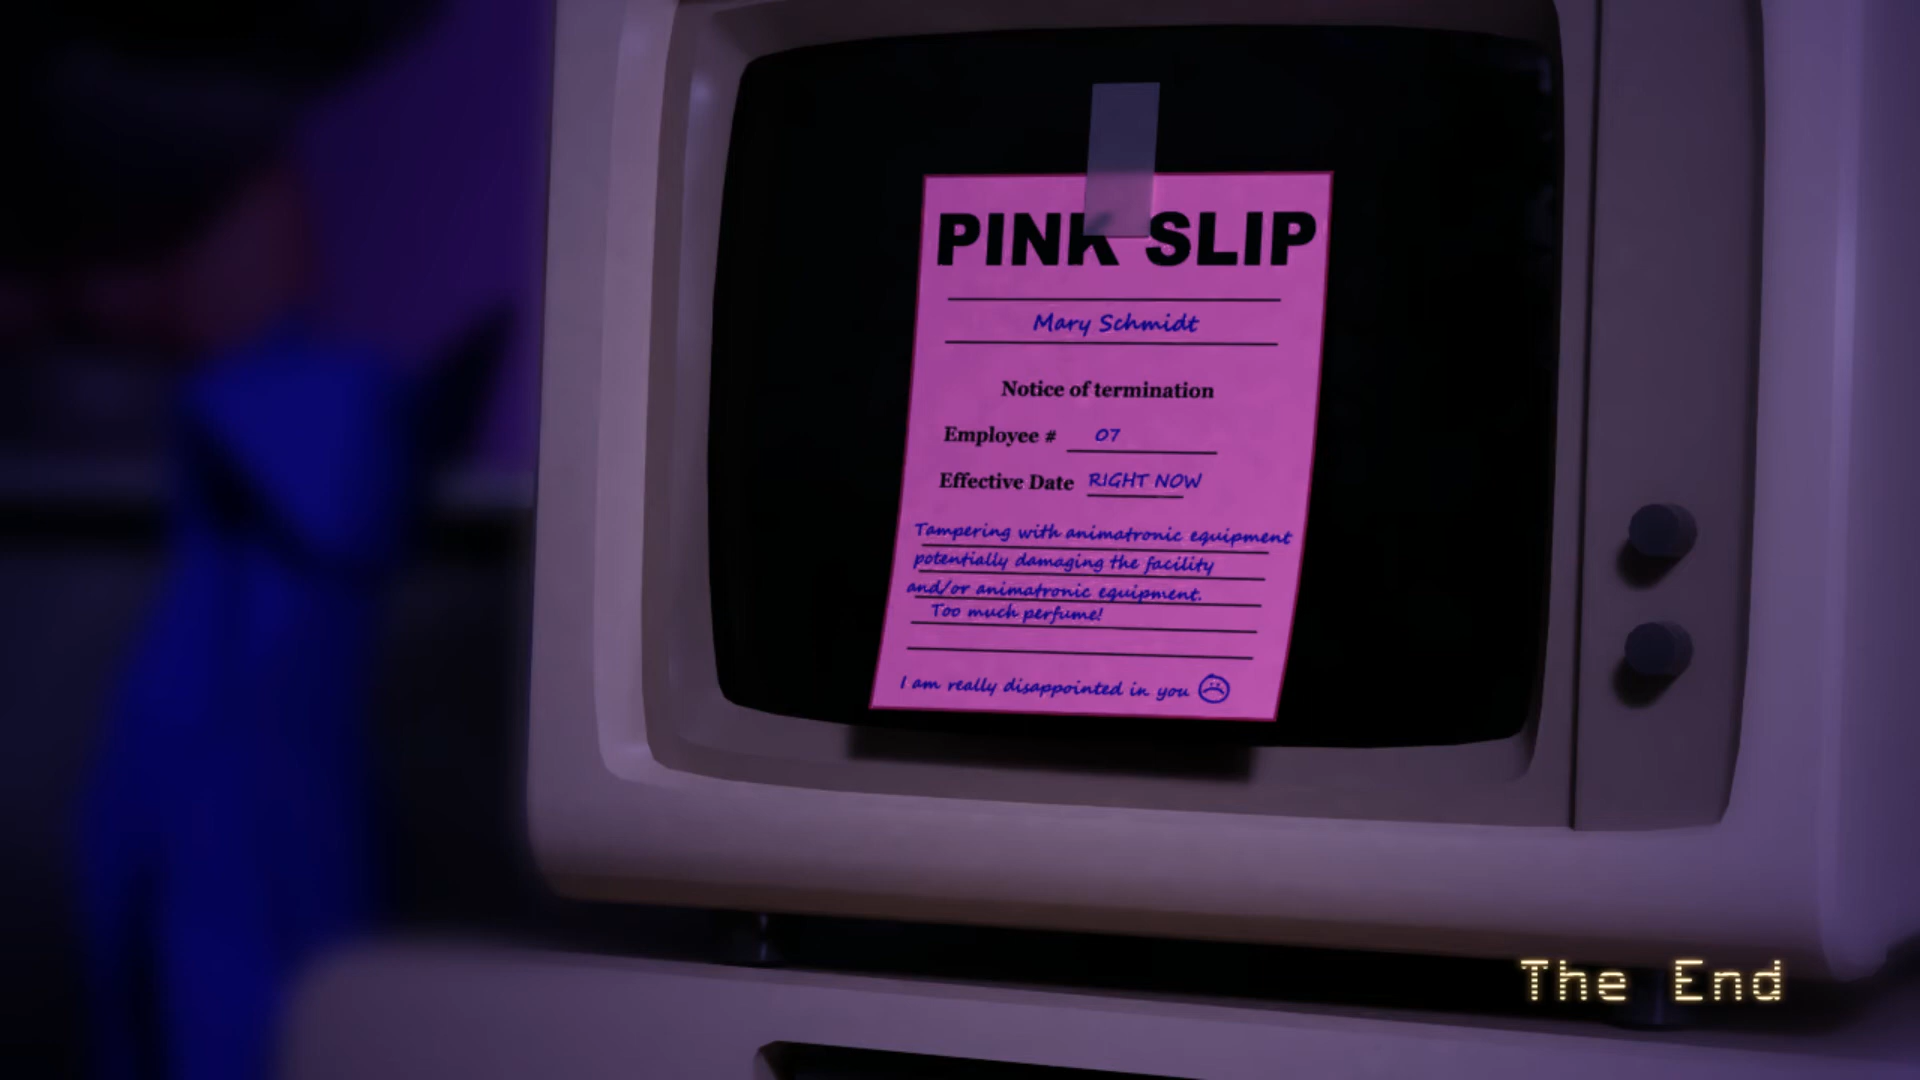 PINK SLIP
Mary Schmidt
Notice of termination
Employee # 07
Effective Date RIGHT NOW
Tampering with animatronic equipment
potentially damaging the facility
and/or animatronic equipment.
Too much perfume!
I am really disappointed in you
The End